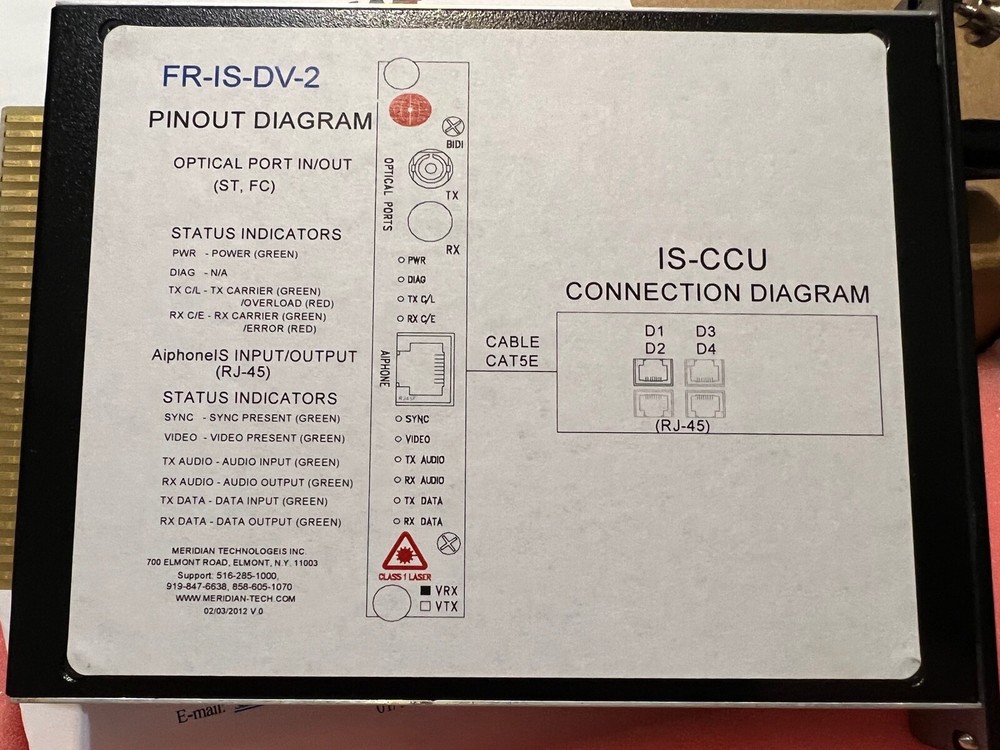 FR-IS-DV-2
PINOUT DIAGRAM
OPTICAL PORT IN/OUT
(ST, FC)
STATUS INDICATORS
PWR - POWER (GREEN)
DIAG - N/A
TX C/L - TX CARRIER (GREEN)
/OVERLOAD (RED)
RX C/E - RX CARRIER (GREEN)
/ERROR (RED)
AiphoneIS INPUT/OUTPUT
(RJ-45)
STATUS INDICATORS
SYNC - SYNC PRESENT (GREEN)
VIDEO - VIDEO PRESENT (GREEN)
TX AUDIO - AUDIO INPUT (GREEN)
RX AUDIO - AUDIO OUTPUT (GREEN)
TX DATA - DATA INPUT (GREEN)
RX DATA - DATA OUTPUT (GREEN)
MERIDIAN TECHNOLOGEIS INC
700 ELMONT ROAD, ELMONT, N.Y. 11003
Support: 516-285-1000,
919-847-6638, 858-605-1070
WWW.MERIDIAN-TECH.COM
02/03/2012 V.0
BIDI
OPTICAL PORTS
TX
RX
PWR
DIAG
TX C/L
RX C/E
AIPHONE
SYNC
VIDEO
TX AUDIO
RX AUDIO
TX DATA
RX DATA
CLASS 1 LASER
VRX
VTX
CABLE
CAT5E
IS-CCU
CONNECTION DIAGRAM
D1 D3
D2 D4
(RJ-45)
E-mail: